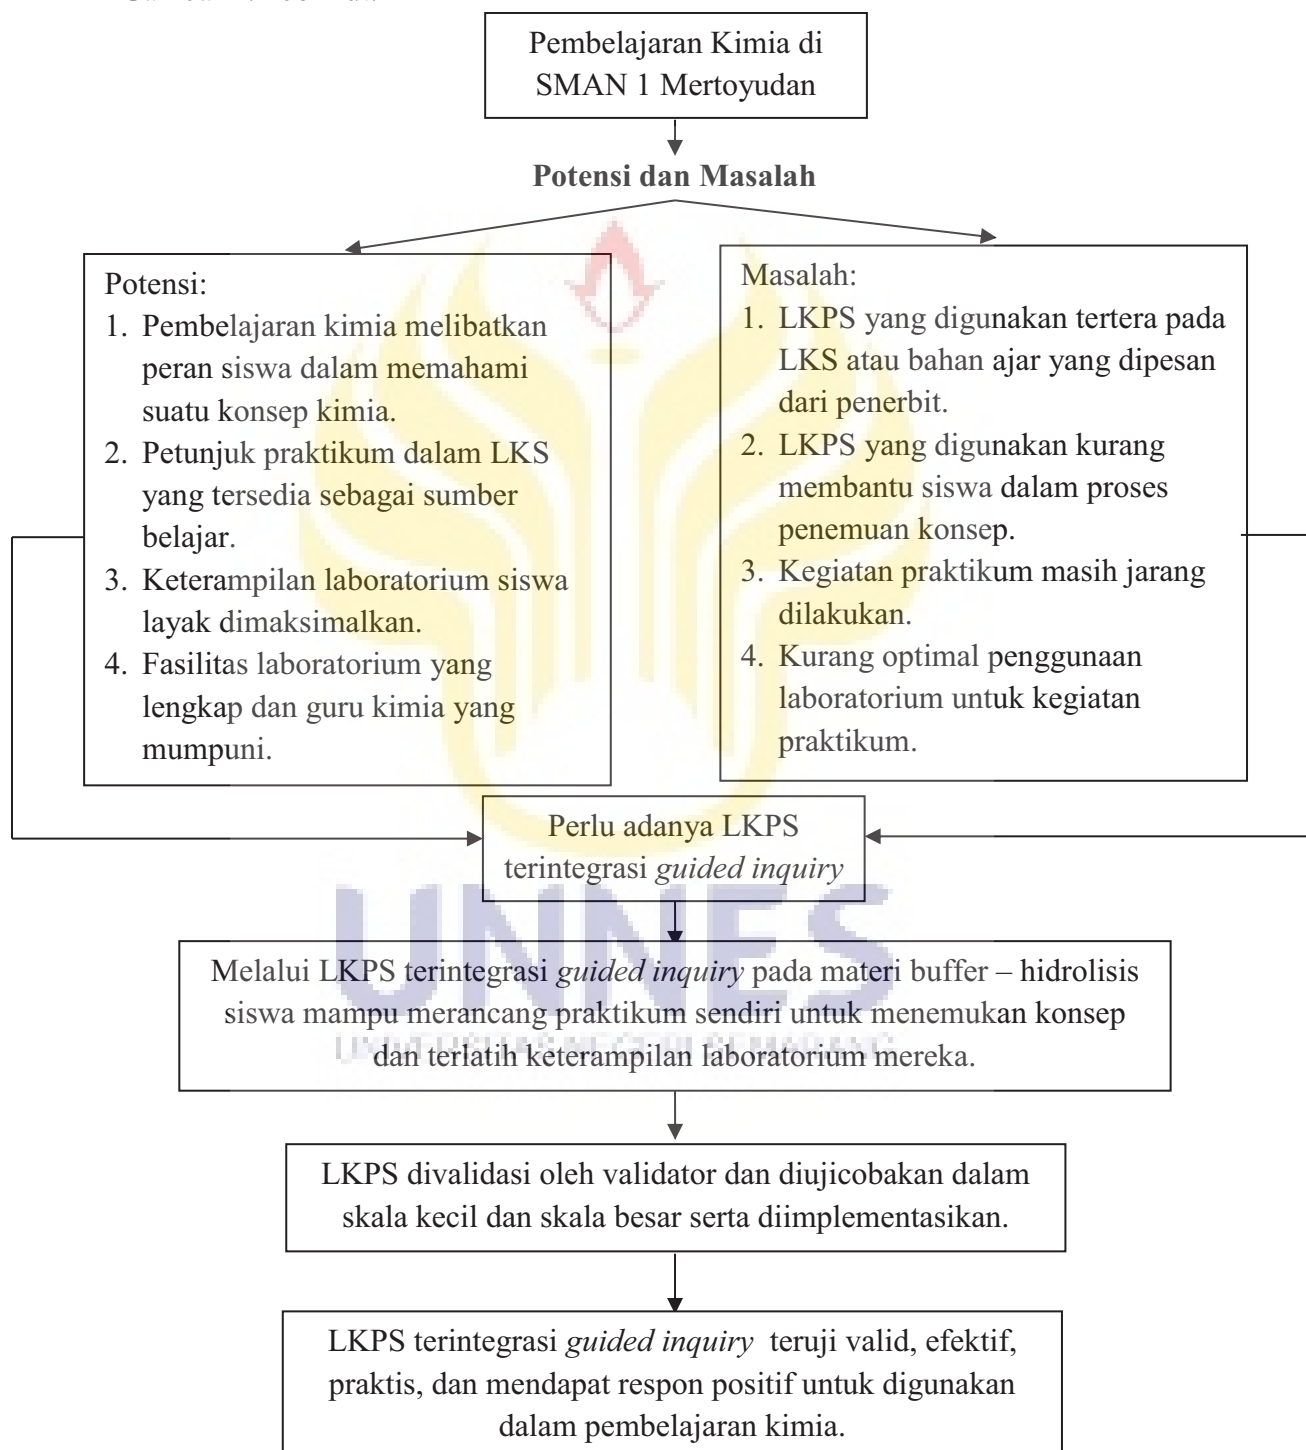 Pembelajaran Kimia di
SMAN 1 Mertoyudan
Potensi dan Masalah
Potensi:
1. Pembelajaran kimia melibatkan
peran siswa dalam memahami
suatu konsep kimia.
2. Petunjuk praktikum dalam LKS
yang tersedia sebagai sumber
belajar.
3. Keterampilan laboratorium siswa
layak dimaksimalkan.
4. Fasilitas laboratorium yang
lengkap dan guru kimia yang
mumpuni.
Masalah:
1. LKPS yang digunakan tertera pada
LKS atau bahan ajar yang dipesan
dari penerbit.
2. LKPS yang digunakan kurang
membantu siswa dalam proses
penemuan konsep.
3. Kegiatan praktikum masih jarang
dilakukan.
4. Kurang optimal penggunaan
laboratorium untuk kegiatan
praktikum.
Perlu adanya LKPS
terintegrasi guided inquiry
UNNES
UNIVERSITAS NEGERI SEMARANG
Melalui LKPS terintegrasi guided inquiry pada materi buffer – hidrolisis
siswa mampu merancang praktikum sendiri untuk menemukan konsep
dan terlatih keterampilan laboratorium mereka.
LKPS divalidasi oleh validator dan diujicobakan dalam
skala kecil dan skala besar serta diimplementasikan.
LKPS terintegrasi guided inquiry teruji valid, efektif,
praktis, dan mendapat respon positif untuk digunakan
dalam pembelajaran kimia.